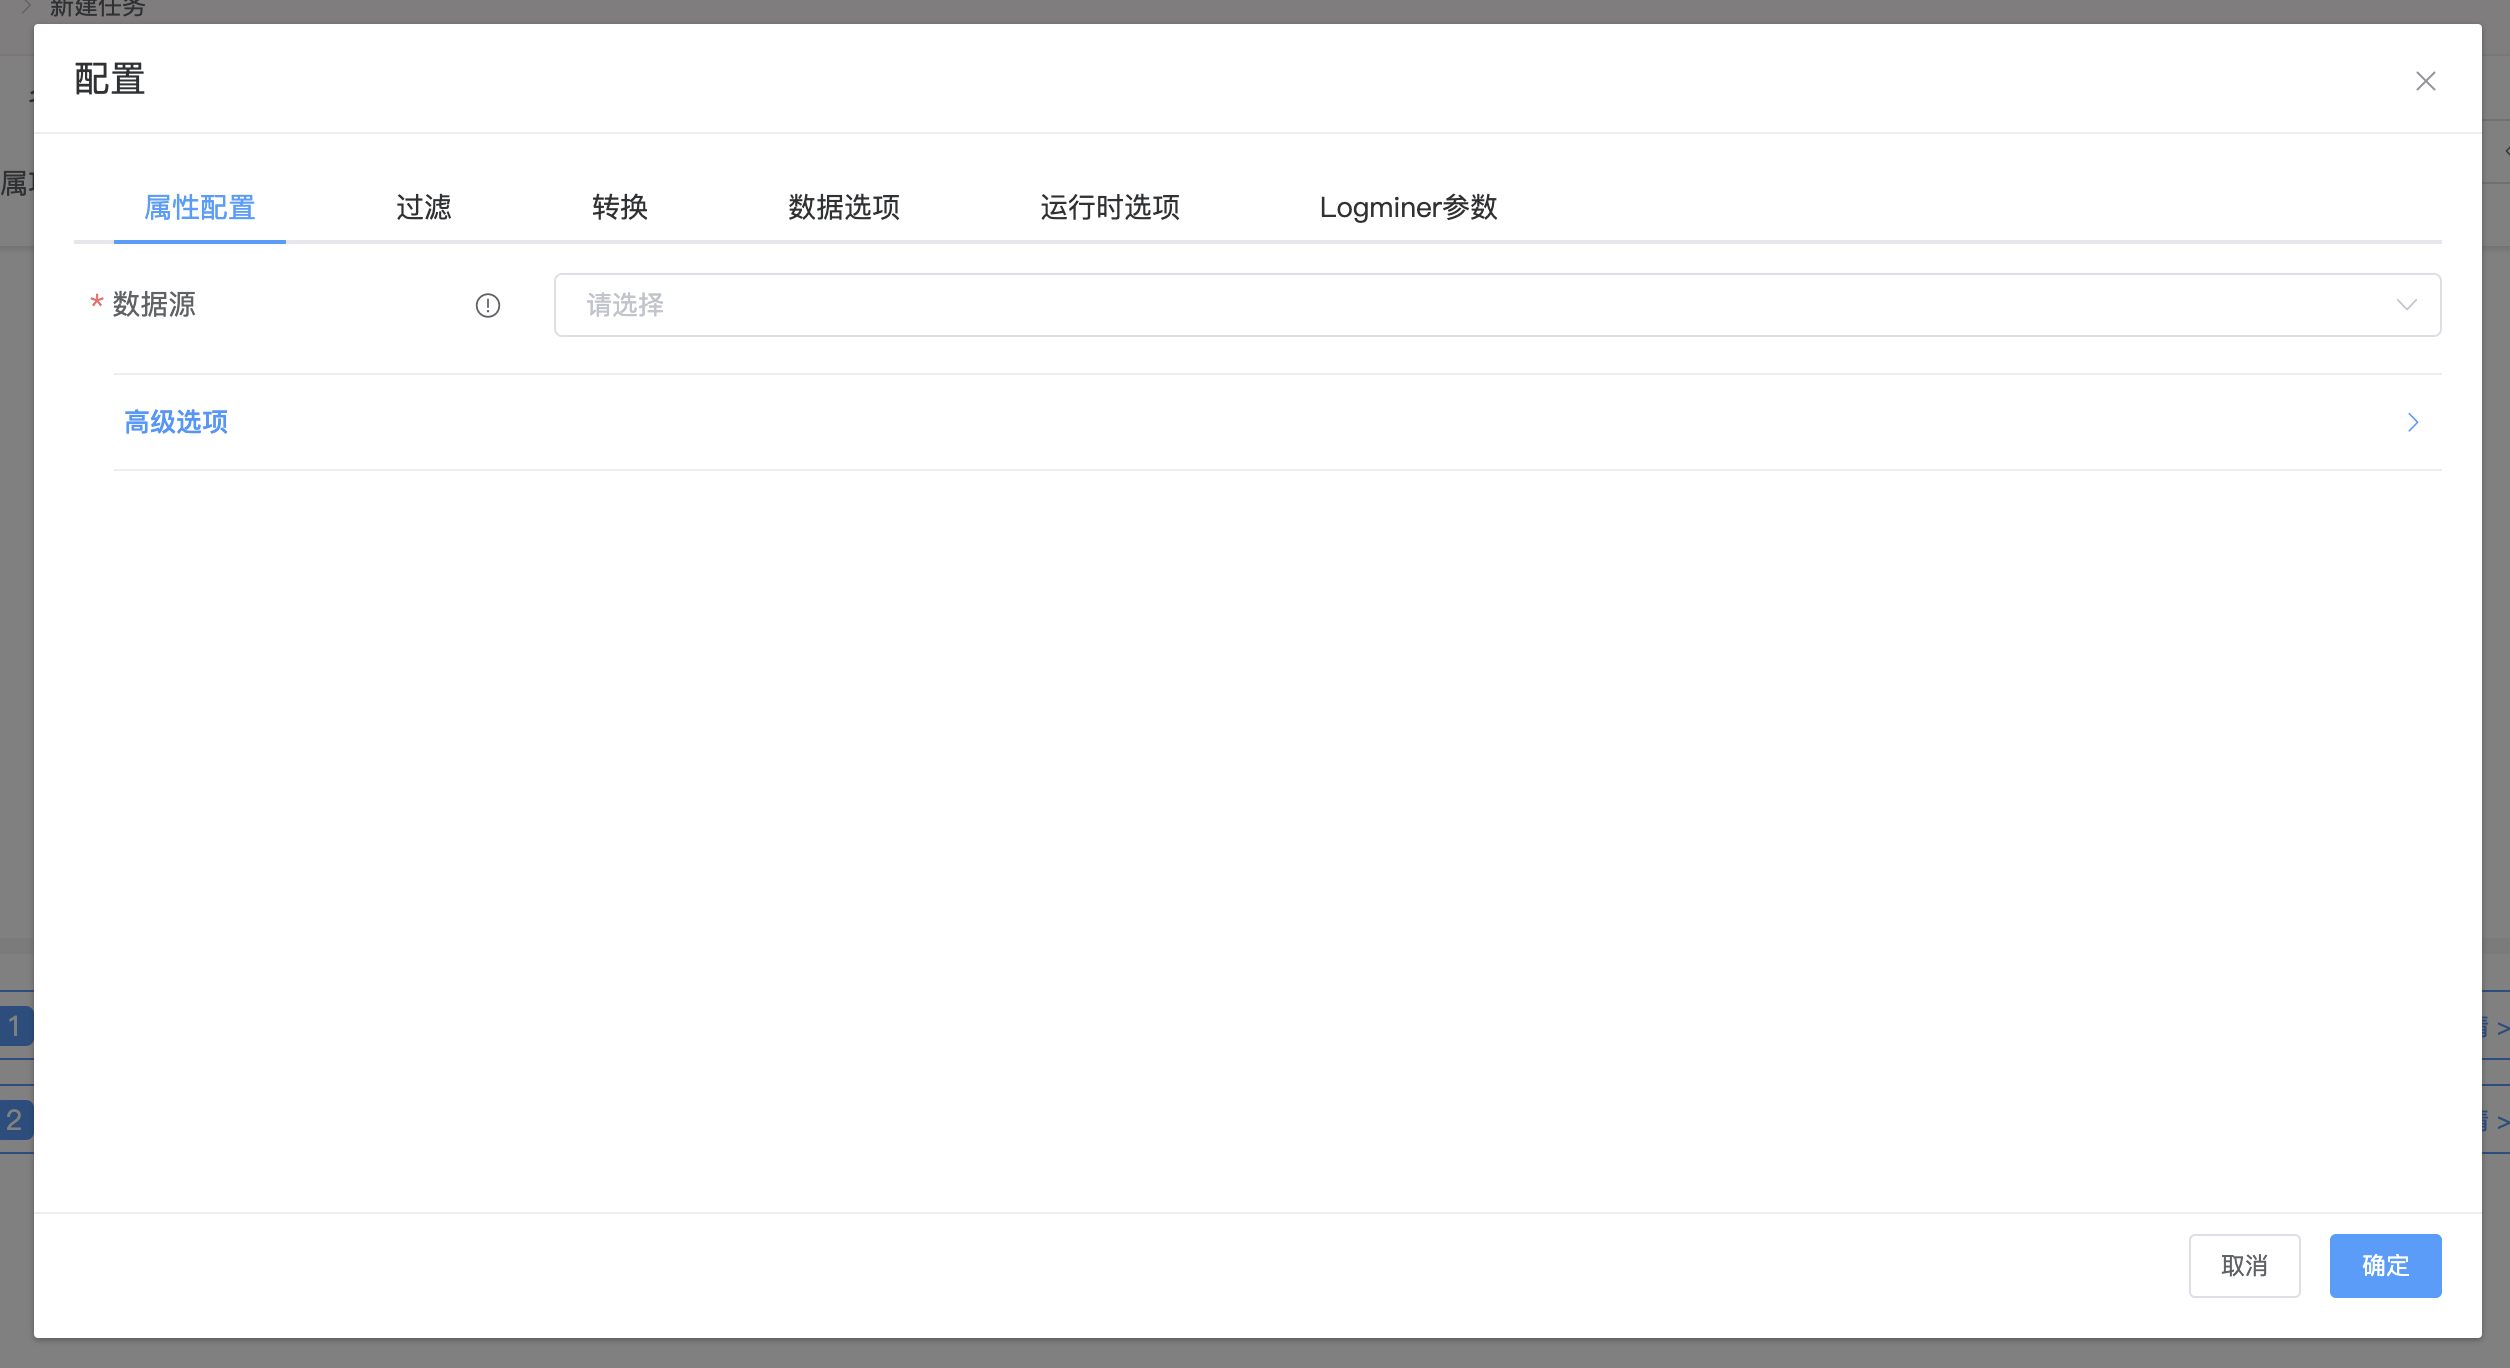 新建任务
配置
属性配置 过滤 转换 数据选项 运行时选项 Logminer参数
* 数据源 请选择
高级选项
1
2
取消 确定